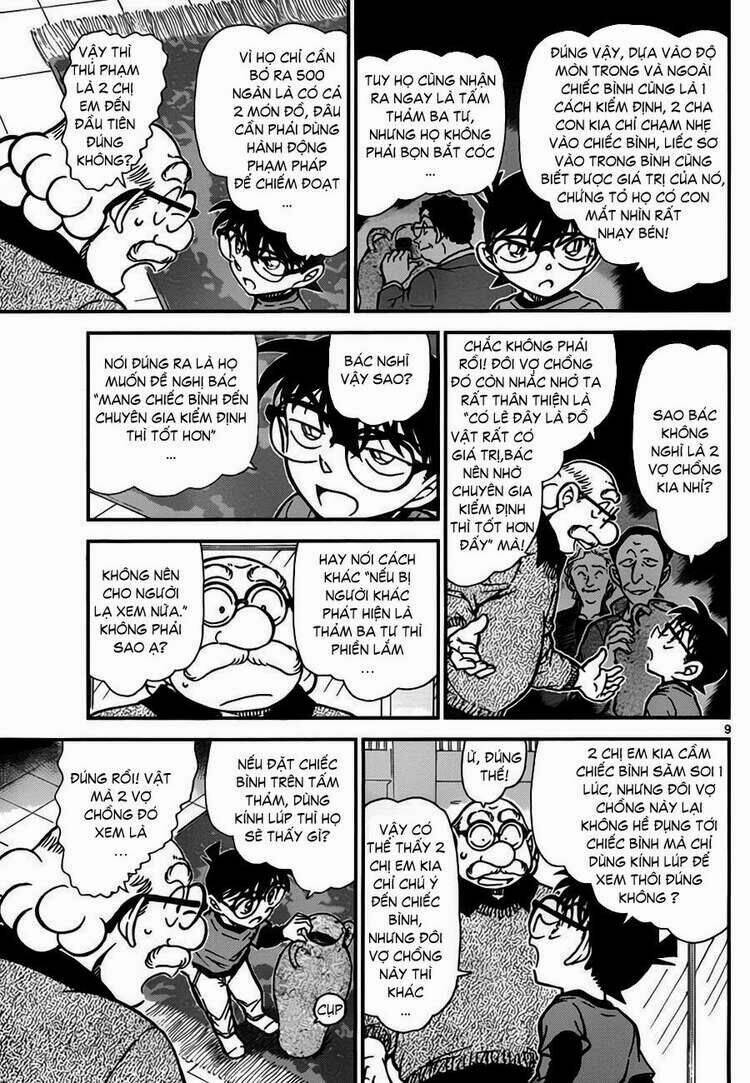 ĐÚNG VẬY, DỰA VÀO ĐỘ
MÒN TRONG VÀ NGOÀI
CHIẾC BÌNH CŨNG LÀ 1
CÁCH KIỂM ĐỊNH, 2 CHA
CON KIA CHỈ CHẠM NHẸ
VÀO CHIẾC BÌNH, LIẾC SƠ
VÀO TRONG BÌNH CŨNG
BIẾT ĐƯỢC GIÁ TRỊ CỦA NÓ,
CHỨNG TỎ HỌ CÓ CON
MẮT NHÌN RẤT
NHẠY BÉN!
TUY HỌ CŨNG NHẬN
RA NGAY LÀ TẤM
THẢM BA TƯ,
NHƯNG HỌ KHÔNG
PHẢI BỌN BẮT CÓC
...
VÌ HỌ CHỈ CẦN
BỎ RA 500
NGÀN LÀ CÓ CẢ
2 MÓN ĐỒ, ĐÂU
CẦN PHẢI DÙNG
HÀNH ĐỘNG
PHẠM PHÁP
ĐỂ CHIẾM ĐOẠT
...
VẬY THÌ
THỦ PHẠM
LÀ 2 CHỊ
EM ĐẾN
ĐẦU TIÊN
ĐÚNG
KHÔNG?
SAO BÁC
KHÔNG
NGHĨ LÀ 2
VỢ CHỒNG
KIA NHỈ?
CHẮC KHÔNG PHẢI
RỒI! ĐÔI VỢ CHỒNG
ĐÓ CÒN NHẮC NHỞ TA
RẤT THÂN THIỆN LÀ
“CÓ LẼ ĐÂY LÀ ĐỒ
VẬT RẤT CÓ
GIÁ TRỊ, BÁC
NÊN NHỜ
CHUYÊN GIA
KIỂM ĐỊNH
THÌ TỐT HƠN
ĐẤY” MÀ!
BÁC NGHĨ
VẬY SAO?
NÓI ĐÚNG RA LÀ HỌ
MUỐN ĐỀ NGHỊ BÁC
“MANG CHIẾC BÌNH ĐẾN
CHUYÊN GIA KIỂM ĐỊNH
THÌ TỐT HƠN”
...
HAY NÓI CÁCH
KHÁC “NẾU BỊ
NGƯỜI KHÁC
PHÁT HIỆN LÀ
THẢM BA TƯ THÌ
PHIỀN LẮM
...
KHÔNG NÊN
CHO NGƯỜI
LẠ XEM NỮA.”
KHÔNG PHẢI
SAO Ạ?
9
2 CHỊ EM KIA CẦM
CHIẾC BÌNH SĂM SOI 1
LÚC, NHƯNG ĐÔI VỢ
CHỒNG NÀY LẠI
KHÔNG HỀ ĐỤNG TỚI
CHIẾC BÌNH MÀ CHỈ
DÙNG KÍNH LÚP ĐỂ
XEM THÔI ĐÚNG
KHÔNG ?
Ừ, ĐÚNG
THẾ!
VẬY CÓ
THỂ THẤY 2
CHỊ EM KIA
CHỈ CHÚ Ý
ĐẾN CHIẾC
BÌNH,
NHƯNG ĐÔI
VỢ CHỒNG
NÀY THÌ
KHÁC
...
NẾU ĐẶT CHIẾC
BÌNH TRÊN TẤM
THẢM, DÙNG
KÍNH LÚP THÌ HỌ
SẼ THẤY GÌ?
CỤP
ĐÚNG RỒI! VẬT
MÀ 2 VỢ
CHỒNG ĐÓ
XEM LÀ
...